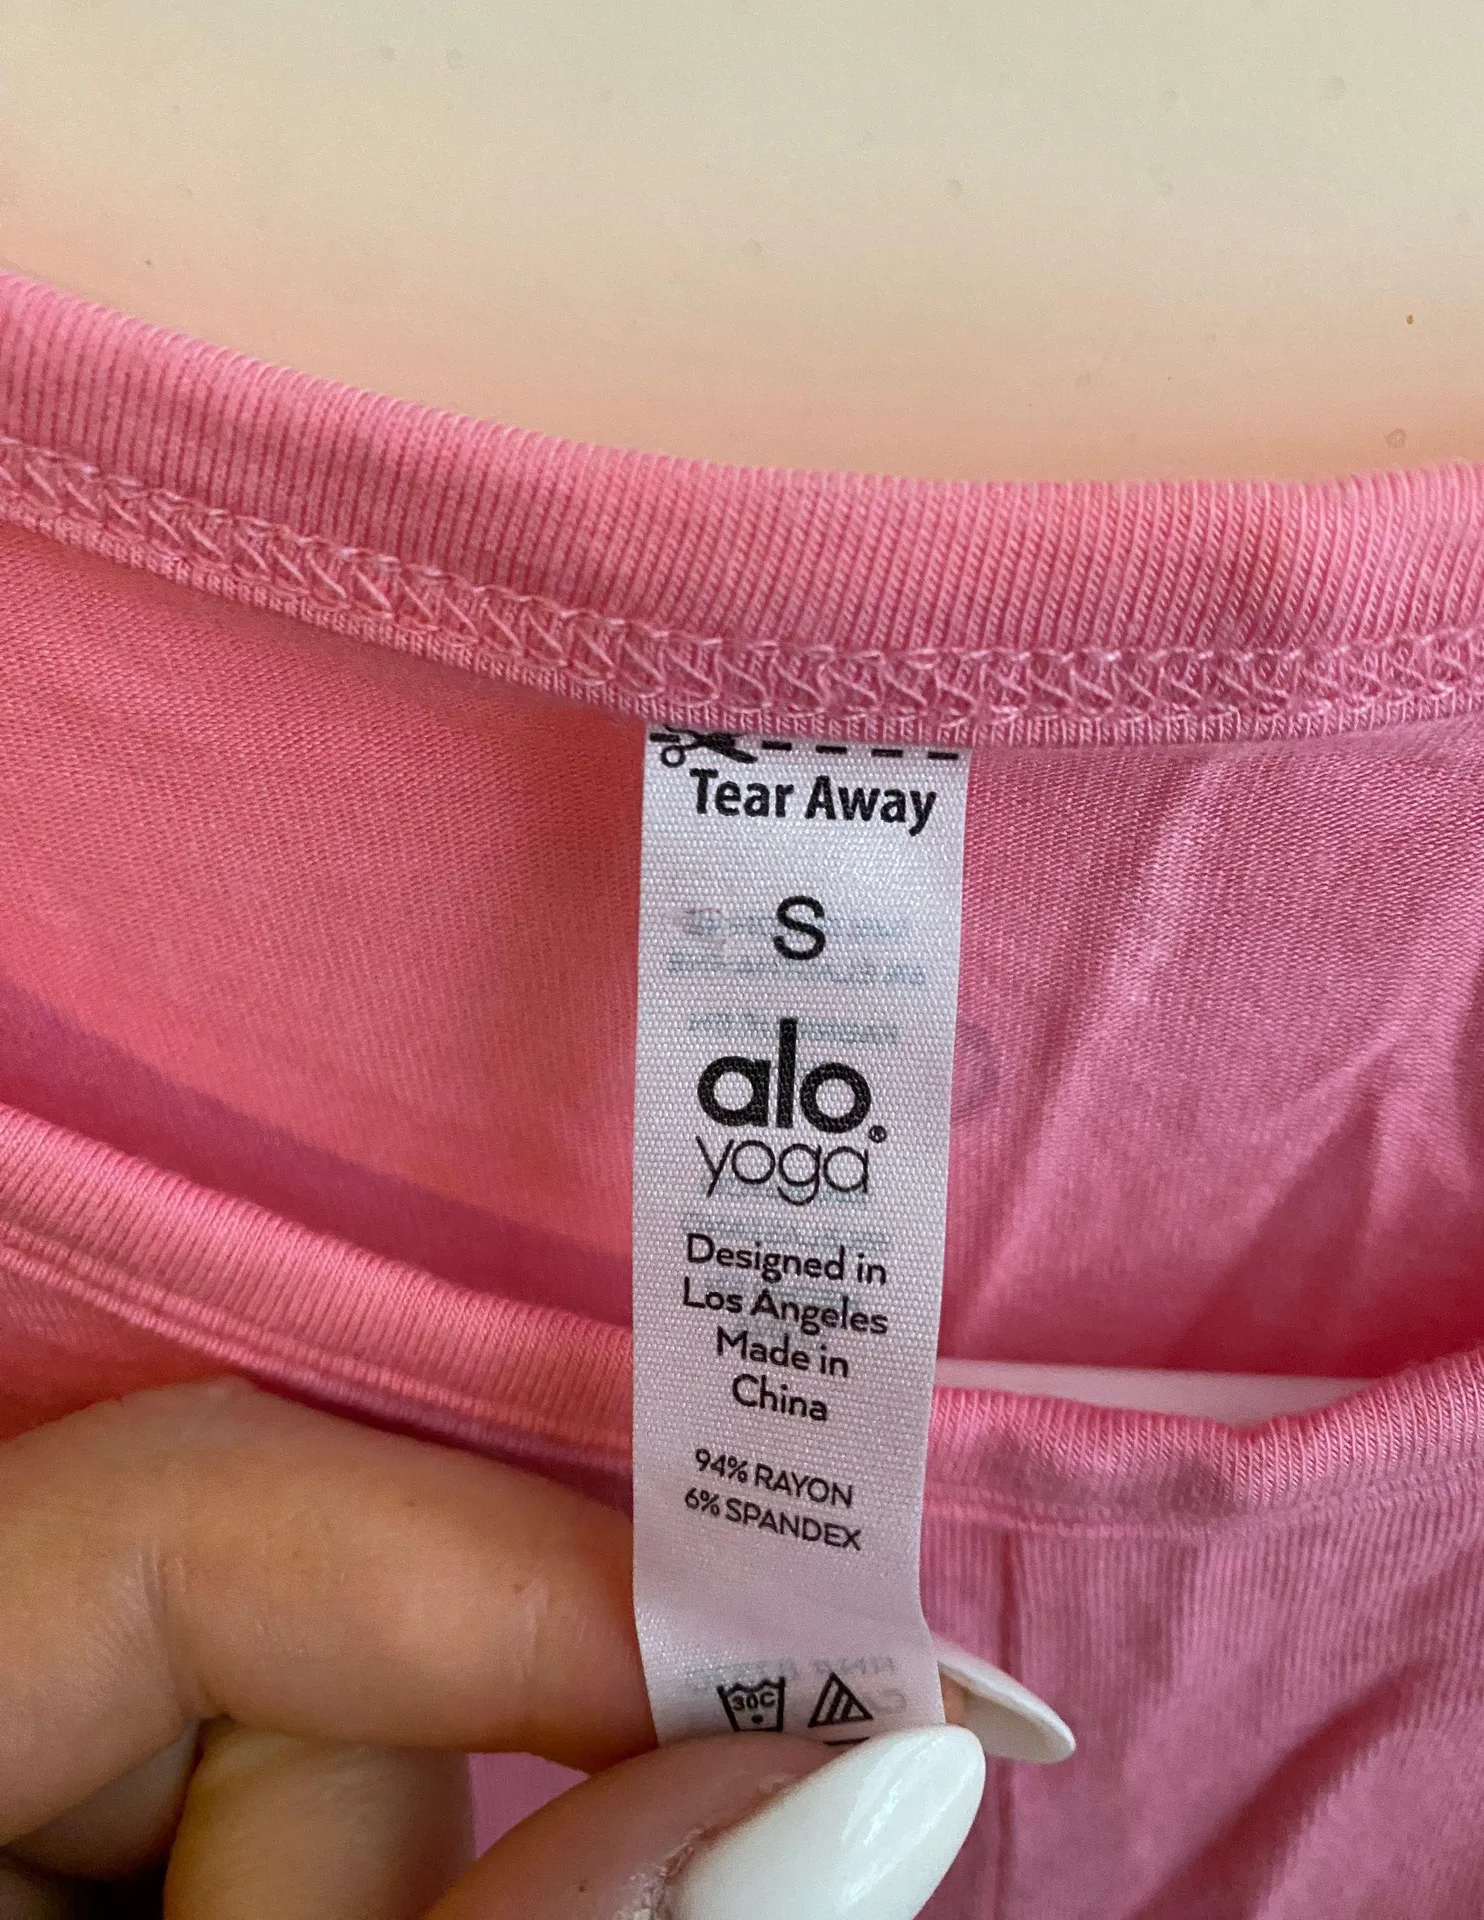 Tear Away
S
alo®
yoga
Designed in
Los Angeles
Made in
China
94% RAYON
6% SPANDEX
30C